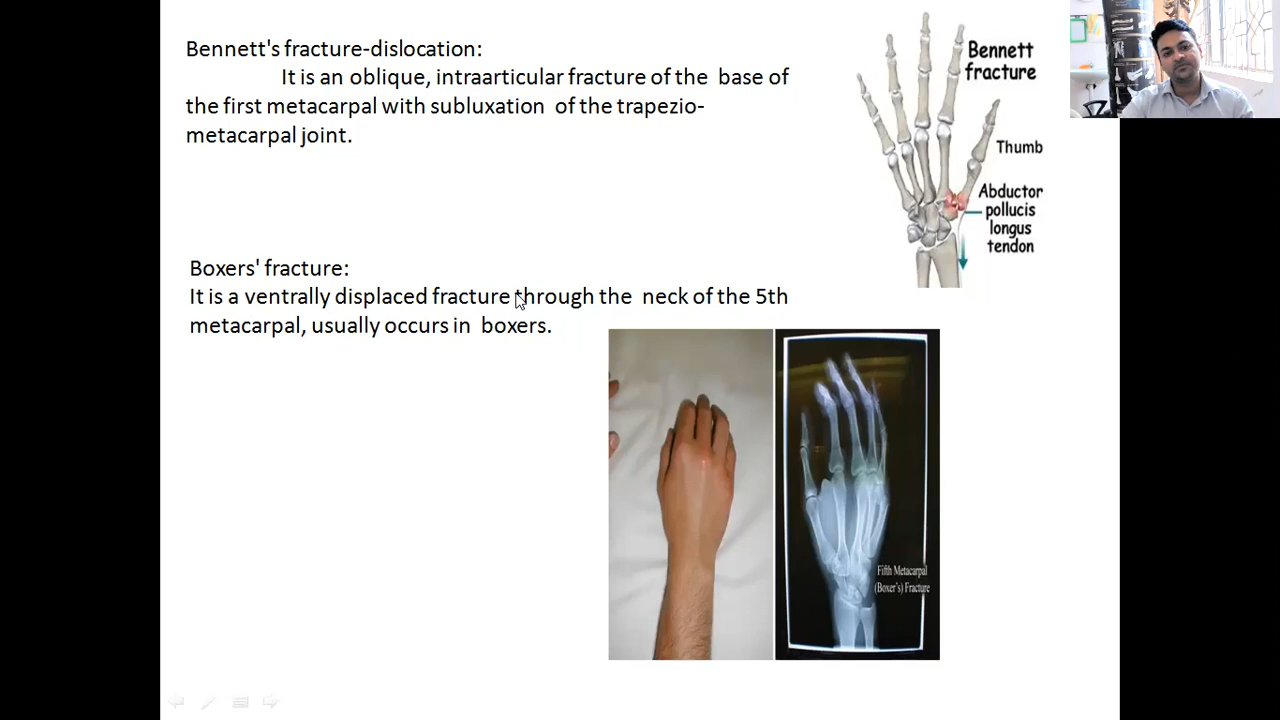 Bennett's fracture-dislocation:
It is an oblique, intraarticular fracture of the base of
the first metacarpal with subluxation of the trapezio-
metacarpal joint.
Bennett
fracture
Thumb
Abductor
pollucis
longus
tendon
Boxers' fracture:
It is a ventrally displaced fracture through the neck of the 5th
metacarpal, usually occurs in boxers.
Fifth Metacarpal
(Boxer's) Fracture